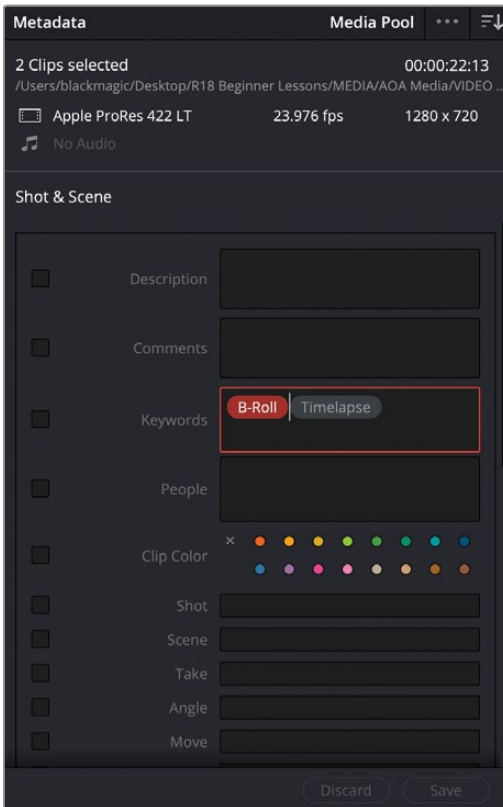 Metadata Media Pool •••
2 Clips selected 00:00:22:13
/Users/blackmagic/Desktop/R18 Beginner Lessons/MEDIA/AOA Media/VIDEO ...
Apple ProRes 422 LT 23.976 fps 1280 x 720
No Audio
Shot & Scene
Description
Comments
Keywords B-Roll Timelapse
People
Clip Color
Shot
Scene
Take
Angle
Move
Discard Save